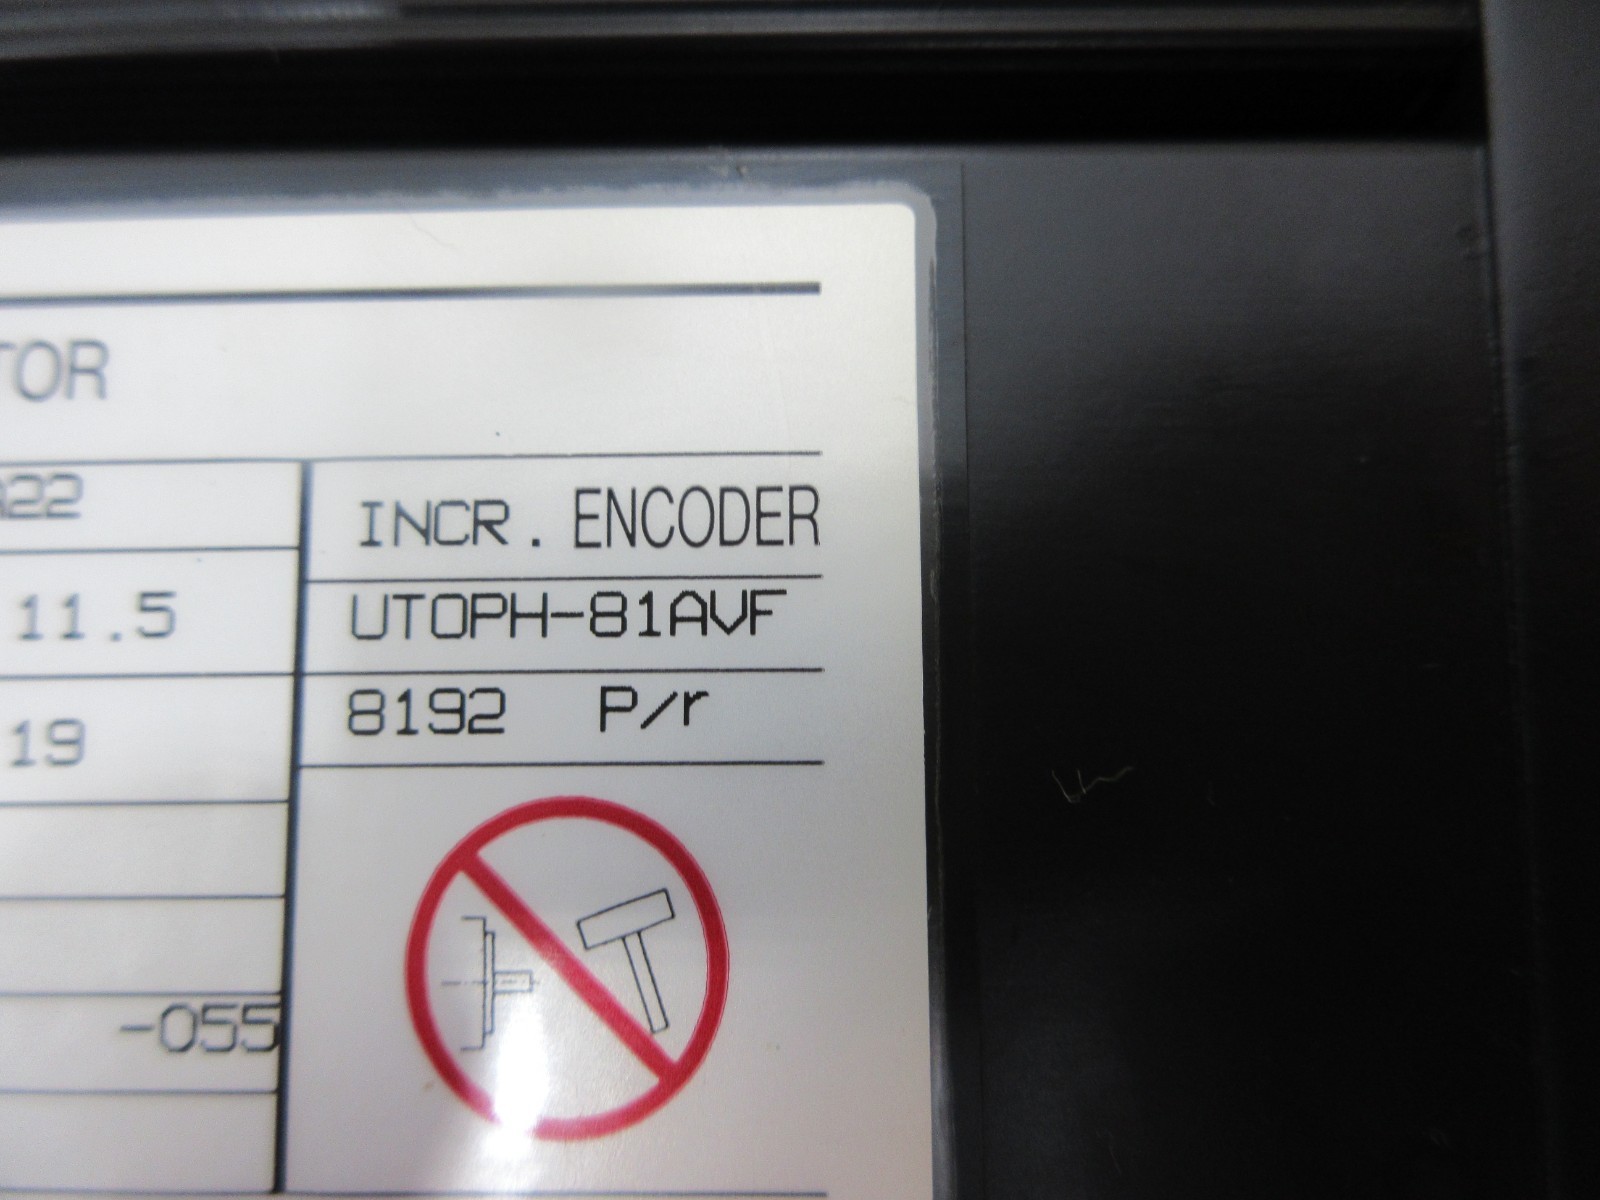 TOR
A22
INCR. ENCODER
11.5
UTOPH-81AVF
19
8192 P/r
-055